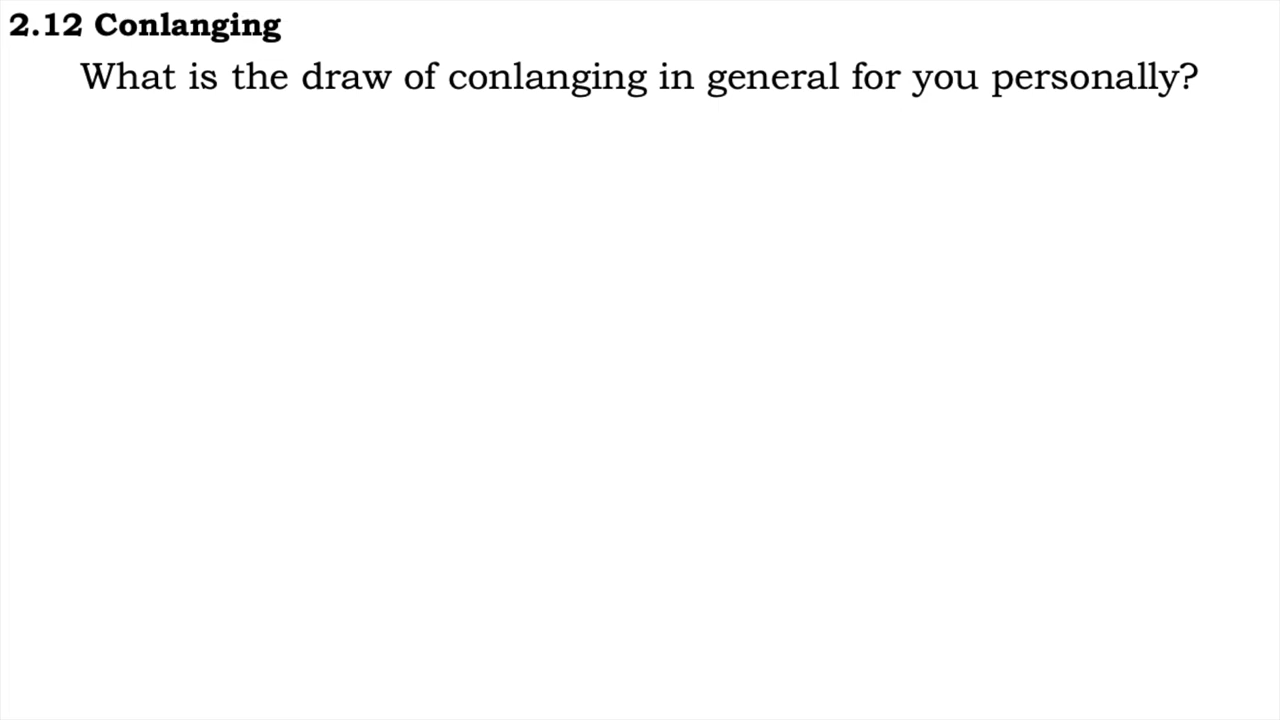 2.12 Conlanging
What is the draw of conlanging in general for you personally?